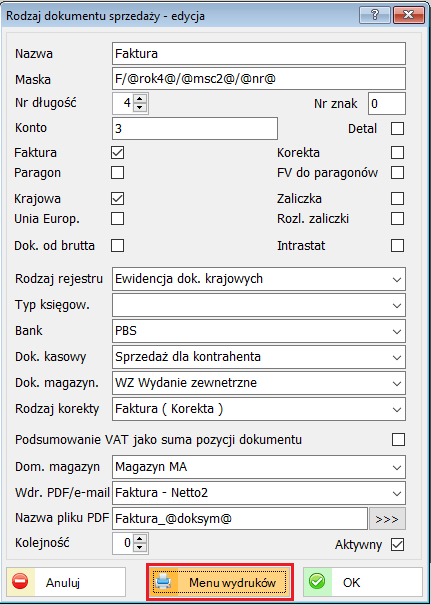 Rodzaj dokumentu sprzedaży - edycja ?
Nazwa Faktura
Maska F/@rok4@/@msc2@/@nr@
Nr długość 4 Nr znak 0
Konto 3 Detal
Faktura Korekta
Paragon FV do paragonów
Krajowa Zaliczka
Unia Europ. Rozl. zaliczki
Dok. od brutta Intrastat
Rodzaj rejestru Ewidencja dok. krajowych
Typ księgow.
Bank PBS
Dok. kasowy Sprzedaż dla kontrahenta
Dok. magazyn. WZ Wydanie zewnetrzne
Rodzaj korekty Faktura ( Korekta )
Podsumowanie VAT jako suma pozycji dokumentu
Dom. magazyn Magazyn MA
Wdr. PDF/e-mail Faktura - Netto2
Nazwa pliku PDF Faktura_@doksym@ >>>
Kolejność 0 Aktywny
Anuluj Menu wydruków OK